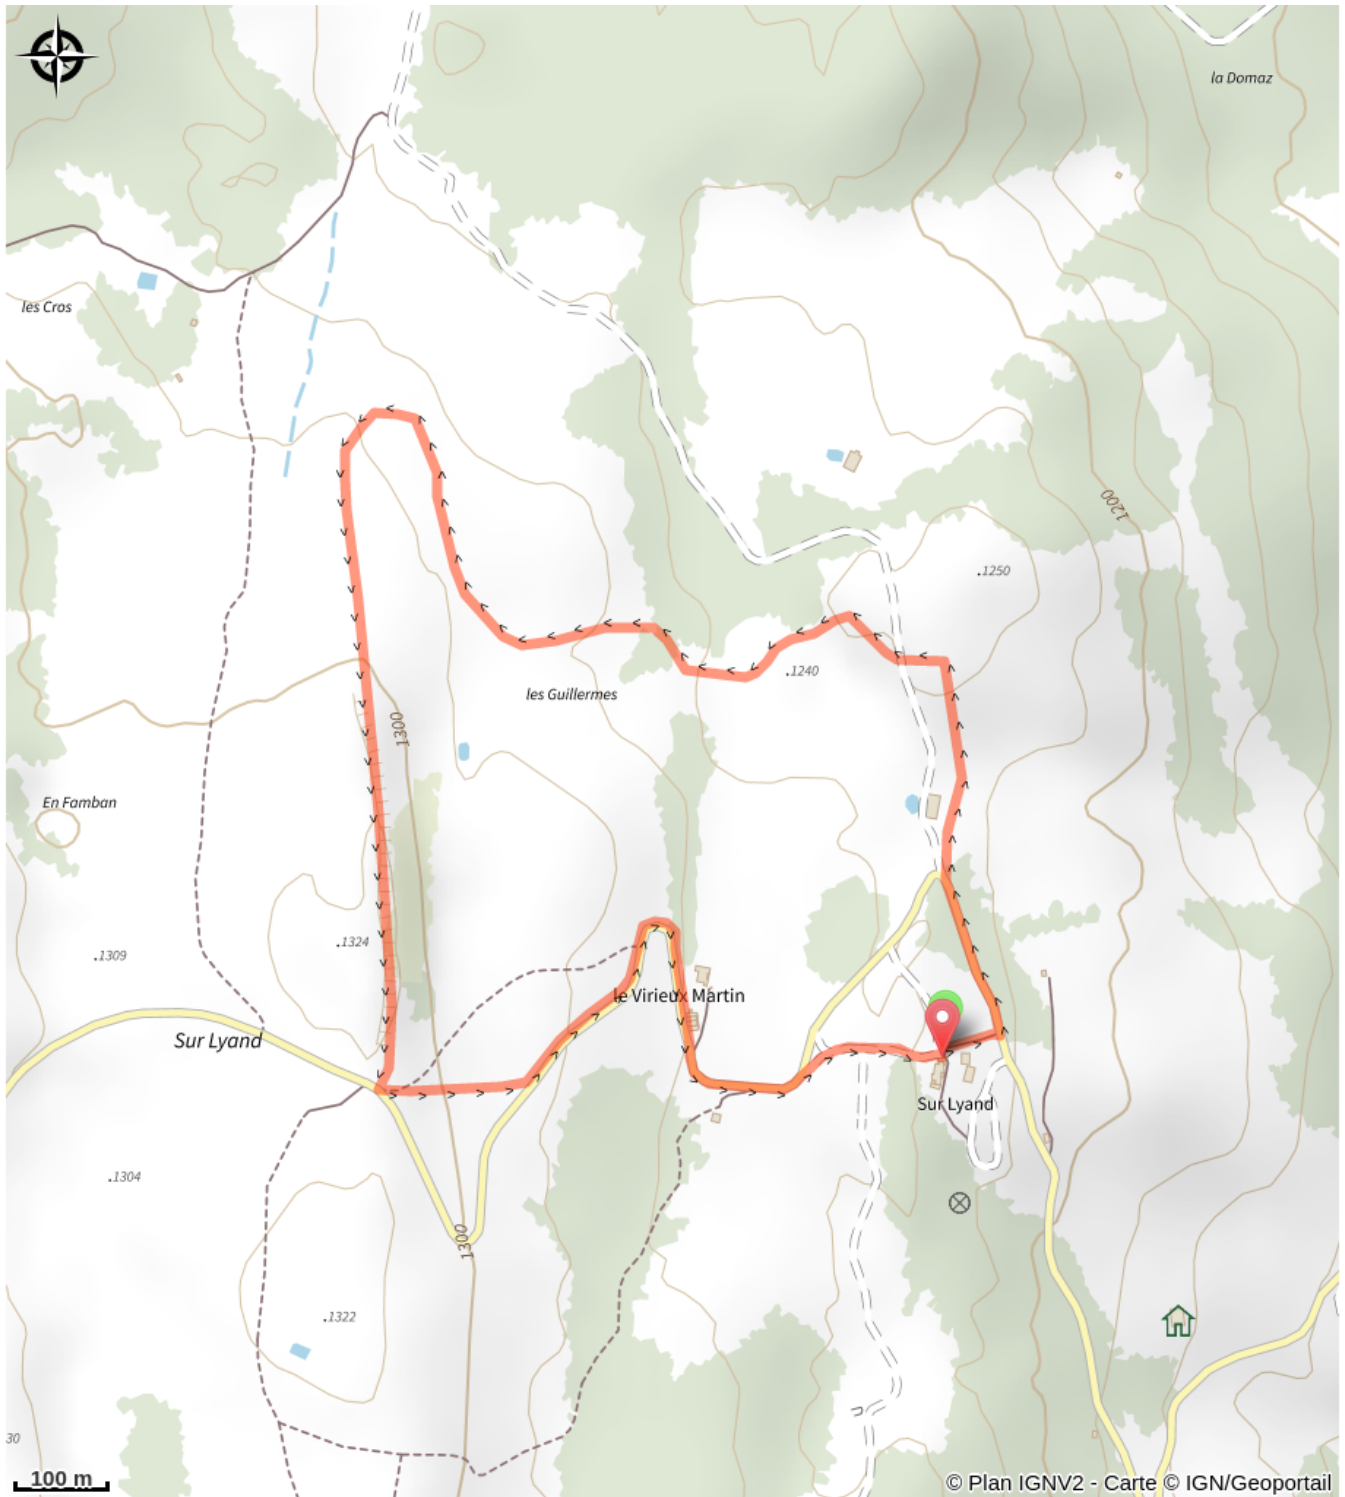 la Domaz
les Cros
1200
.1250
.1240
les Guillermes
1300
En Famban
.1324
.1309
le Virieux Martin
Sur Lyand
Sur Lyand
.1304
1300
.1322
30
100 m
© Plan IGNV2 - Carte © IGN/Geoportail